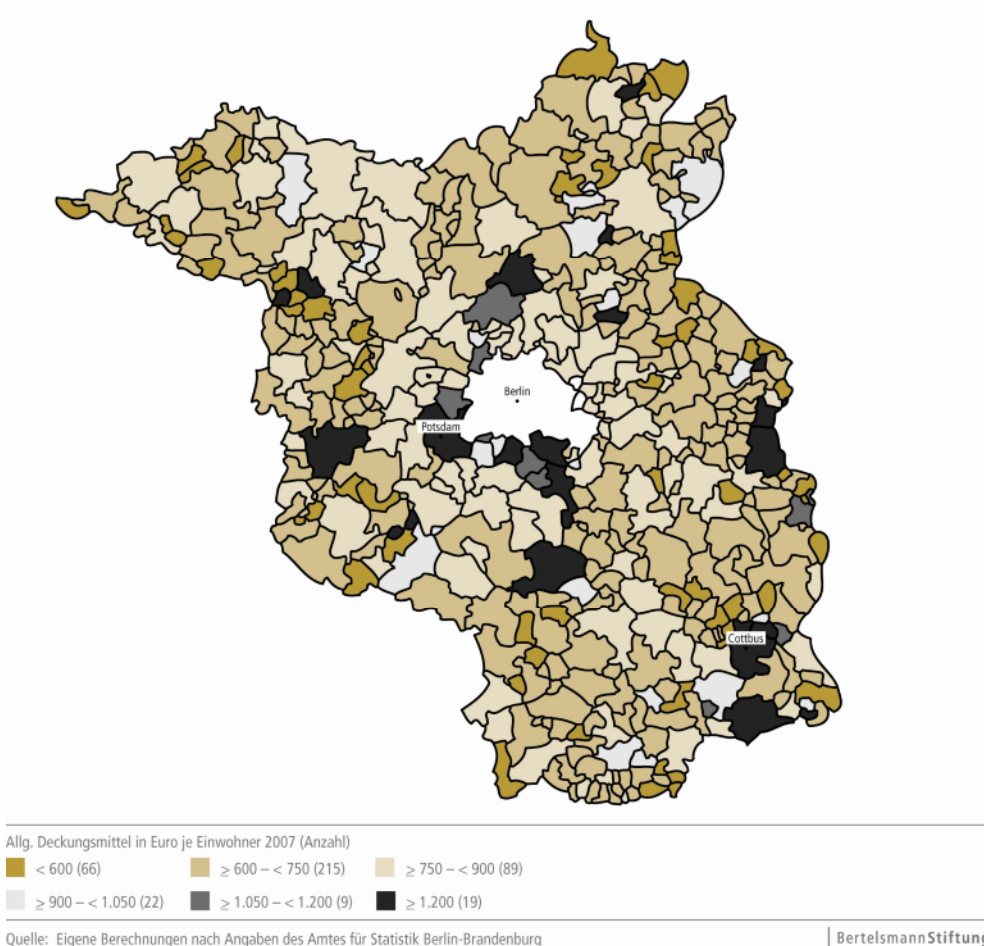 Berlin
Potsdam
Cottbus
Allg. Deckungsmittel in Euro je Einwohner 2007 (Anzahl)
< 600 (66)
≥ 600 – < 750 (215)
≥ 750 – < 900 (89)
≥ 900 – < 1.050 (22)
≥ 1.050 – < 1.200 (9)
≥ 1.200 (19)
Quelle: Eigene Berechnungen nach Angaben des Amtes für Statistik Berlin-Brandenburg
BertelsmannStiftung